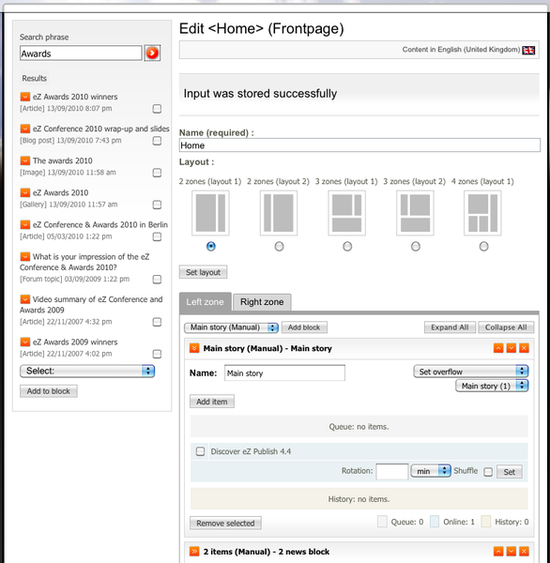 Search phrase
Awards
Results
eZ Awards 2010 winners
[Article] 13/09/2010 8:07 pm
eZ Conference 2010 wrap-up and slides
[Blog post] 13/09/2010 7:43 pm
The awards 2010
[Image] 13/09/2010 11:58 am
eZ Awards 2010
[Gallery] 13/09/2010 11:57 am
eZ Conference & Awards 2010 in Berlin
[Article] 05/03/2010 1:22 pm
What is your impression of the eZ
Conference & Awards 2010?
[Forum topic] 03/09/2009 1:22 pm
Video summary of eZ Conference and
Awards 2009
[Article] 22/11/2007 4:32 pm
eZ Awards 2009 winners
[Article] 22/11/2007 4:02 pm
Select:
Add to block
Edit <Home> (Frontpage)
Content in English (United Kingdom)
Input was stored successfully
Name (required) :
Home
Layout :
2 zones (layout 1) 2 zones (layout 2) 3 zones (layout 1) 3 zones (layout 2) 4 zones (layout 1)
Set layout
Left zone Right zone
Main story (Manual) Add block Expand All Collapse All
Main story (Manual) - Main story
Name: Main story Set overflow
Main story (1)
Add item
Queue: no items.
Discover eZ Publish 4.4
Rotation: min Shuffle Set
History: no items.
Remove selected Queue: 0 Online: 1 History: 0
2 items (Manual) - 2 news block